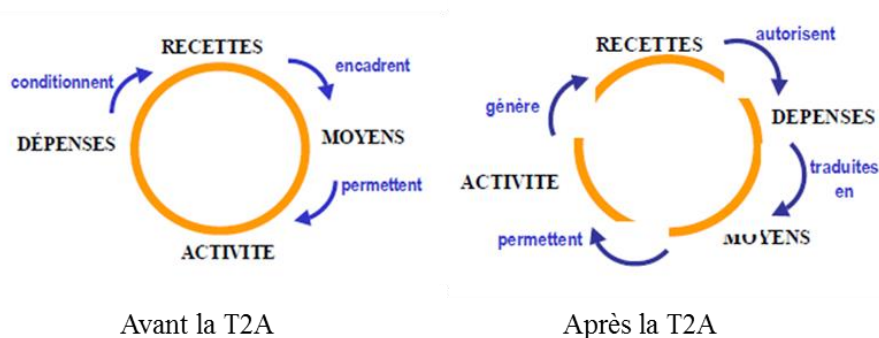 RECETTES
conditionnent
encadrent
DÉPENSES
MOYENS
permettent
ACTIVITE
Avant la T2A
RECETTES
autorisent
génère
DEPENSES
ACTIVITE
traduites
en
permettent
MOYENS
Après la T2A